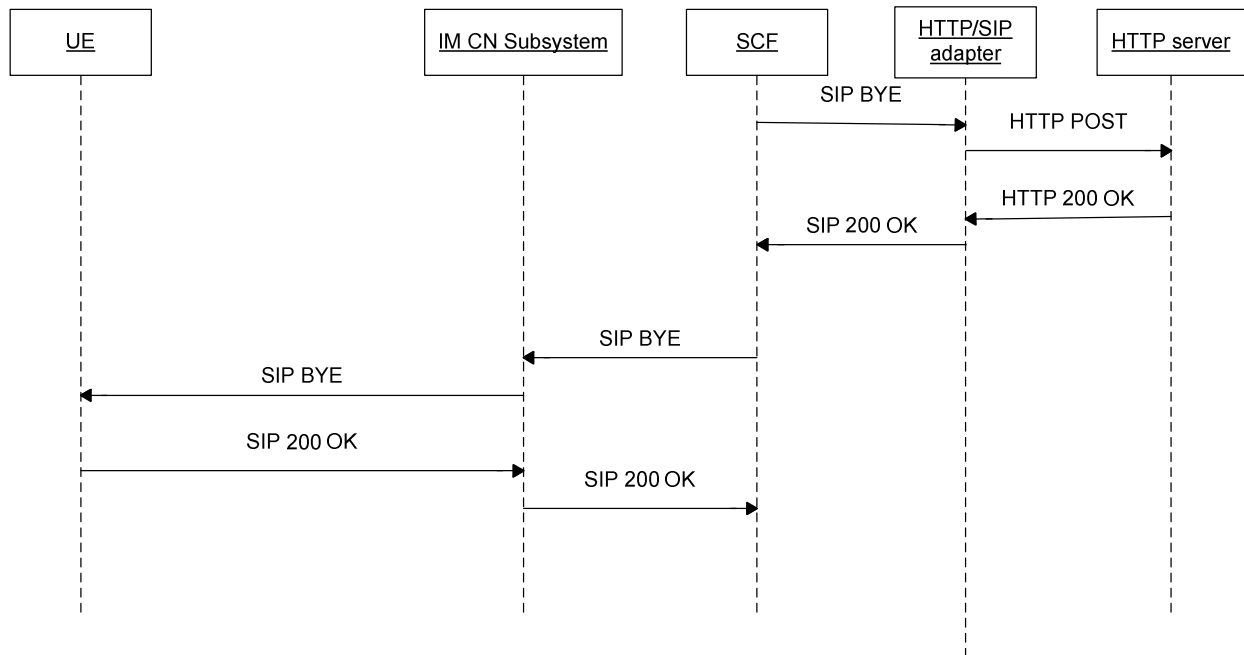 UE
IM CN Subsystem
SCF
HTTP/SIP
adapter
HTTP server
SIP BYE
HTTP POST
HTTP 200 OK
SIP 200 OK
SIP BYE
SIP BYE
SIP 200 OK
SIP 200 OK